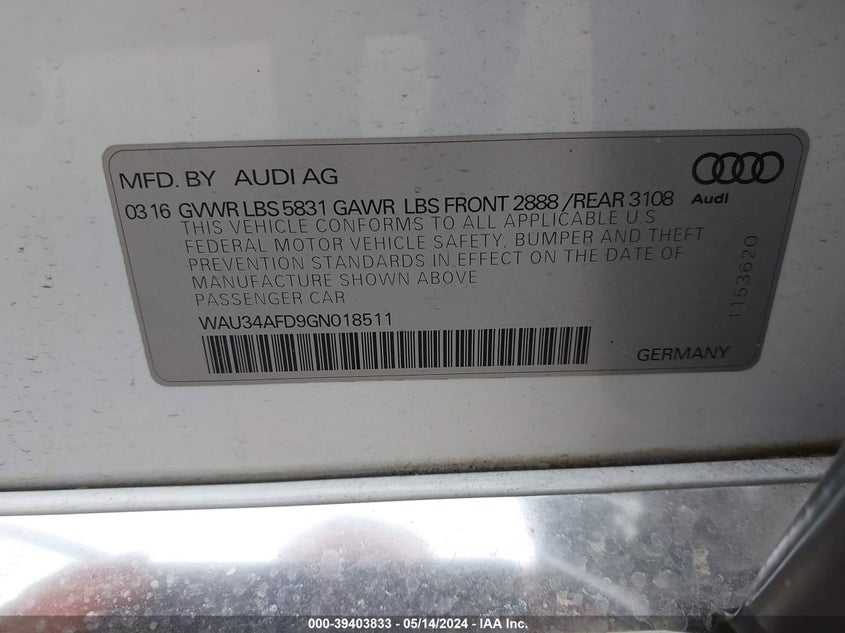 MFD. BY AUDI AG
Audi
03 16 GVWR LBS 5831 GAWR LBS FRONT 2888 /REAR 3108
THIS VEHICLE CONFORMS TO ALL APPLICABLE U S
FEDERAL MOTOR VEHICLE SAFETY, BUMPER AND THEFT
PREVENTION STANDARDS IN EFFECT ON THE DATE OF
MANUFACTURE SHOWN ABOVE
PASSENGER CAR
WAU34AFD9GN018511
GERMANY
1153620
000-39403833 - 05/14/2024 - IAA Inc.